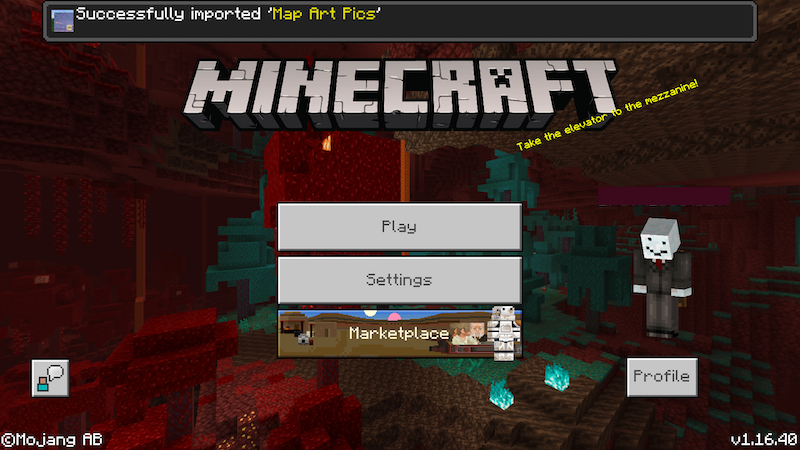 Successfully imported 'Map Art Pics'
MINECRAFT
Take the elevator to the mezzanine!
Play
Settings
Marketplace
Profile
©Mojang AB
v1.16.40